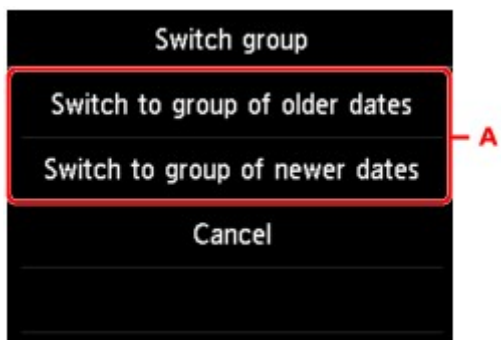 Switch group
Switch to group of older dates
A
Switch to group of newer dates
Cancel